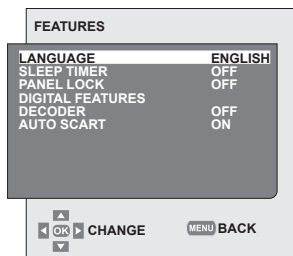 FEATURES
LANGUAGE ENGLISH
SLEEP TIMER OFF
PANEL LOCK OFF
DIGITAL FEATURES
DECODER OFF
AUTO SCART ON
OK CHANGE MENU BACK